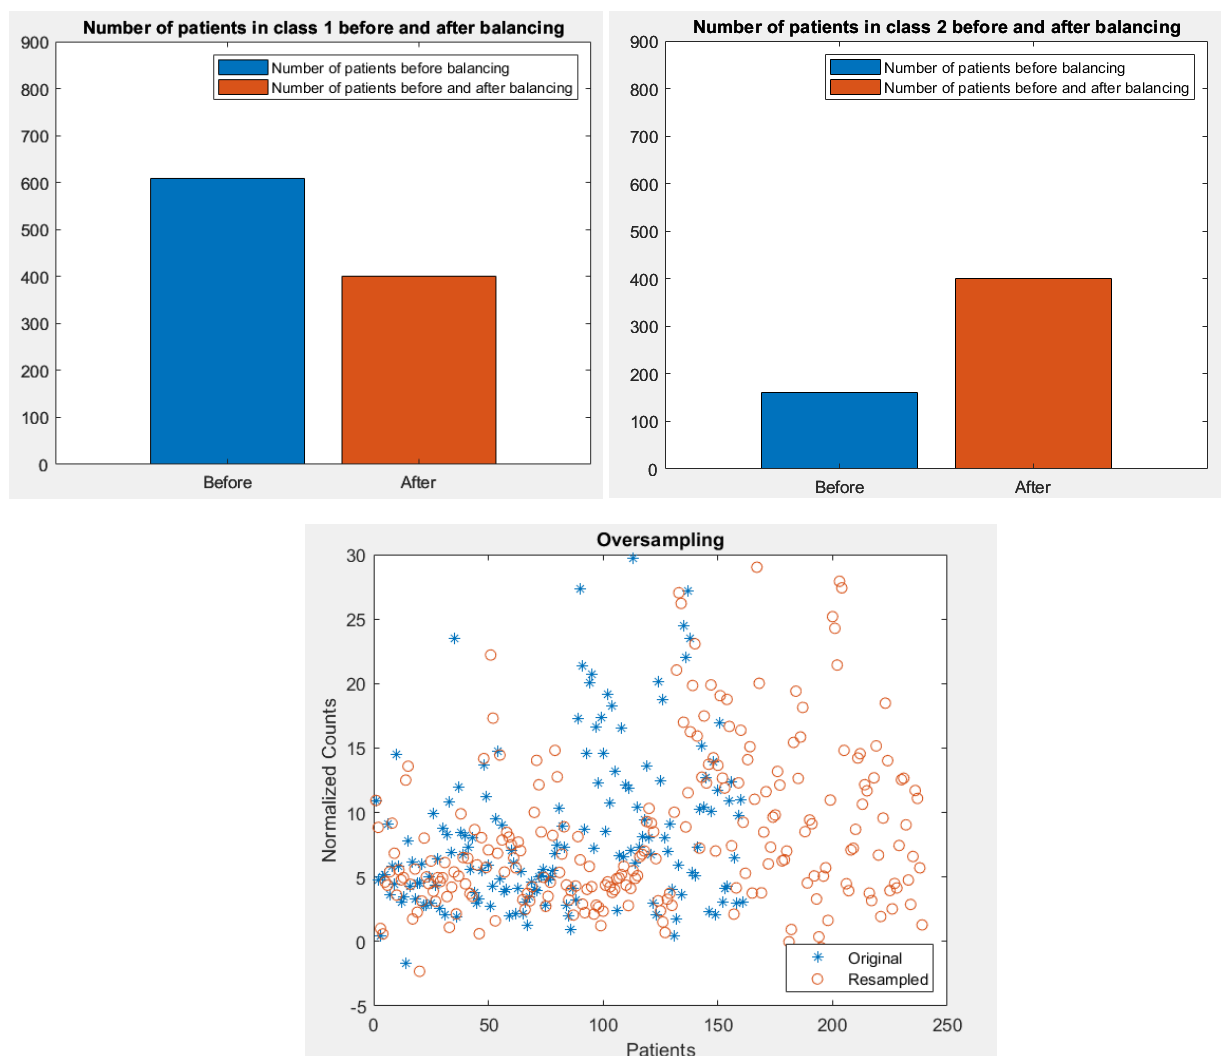 Number of patients in class 1 before and after balancing
900
800
700
600
500
400
300
200
100
0
Number of patients before balancing
Number of patients before and after balancing
Before
After
Number of patients in class 2 before and after balancing
900
800
700
600
500
400
300
200
100
0
Number of patients before balancing
Number of patients before and after balancing
Before
After
Oversampling
Normalized Counts
30
25
20
15
10
5
0
-5
Original
Resampled
0 50 100 150 200 250
Patients